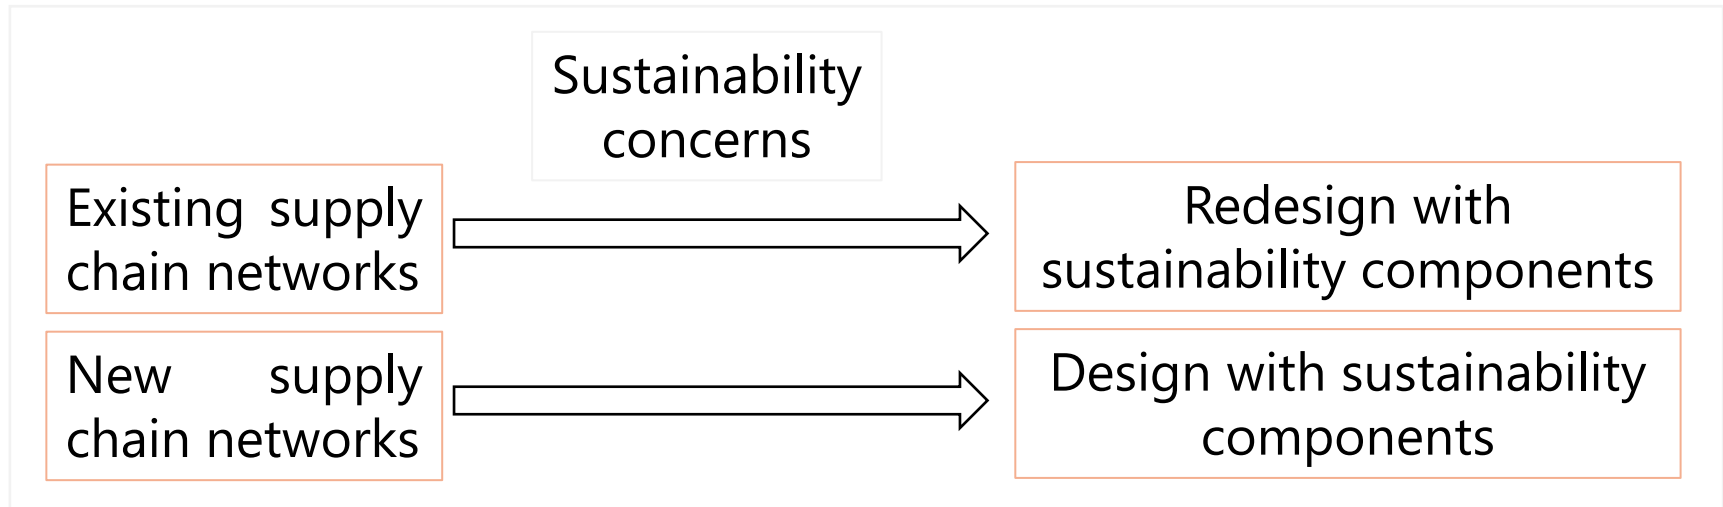 Sustainability
concerns
Existing supply
chain networks
Redesign with
sustainability components
New supply
chain networks
Design with sustainability
components